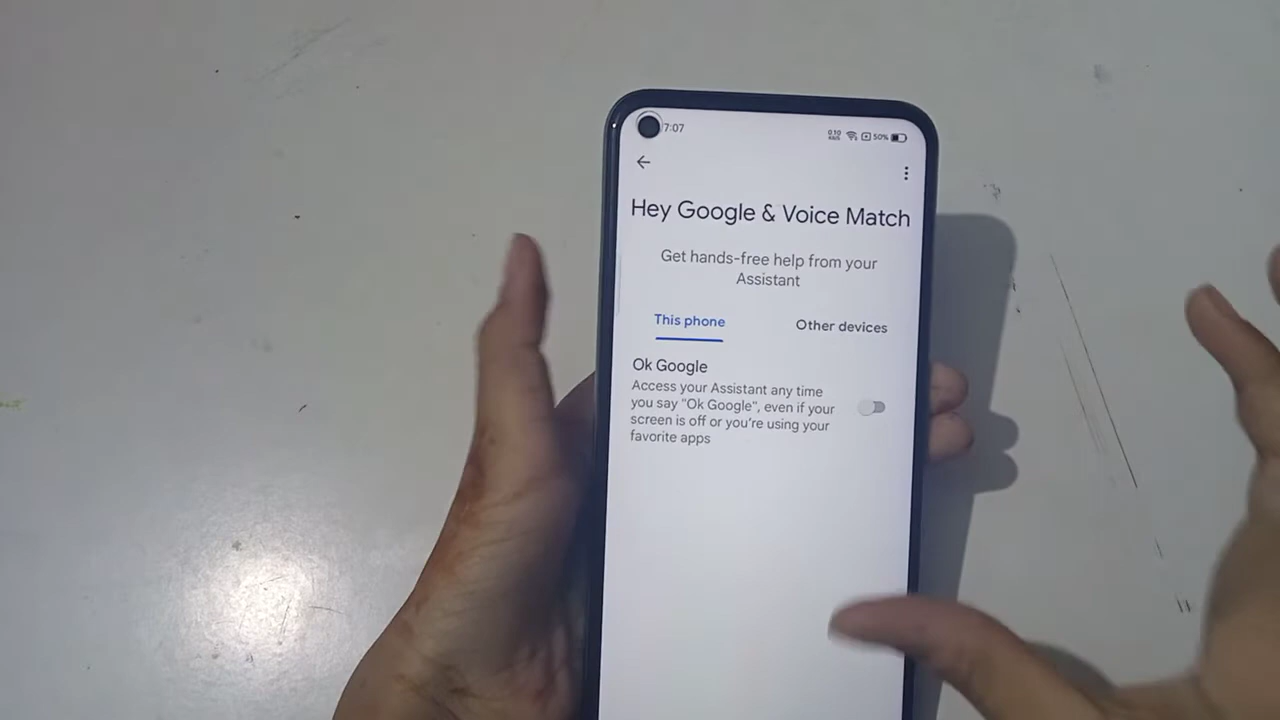 7:07
50%
Hey Google & Voice Match
Get hands-free help from your
Assistant
This phone
Other devices
Ok Google
Access your Assistant any time
you say "Ok Google", even if your
screen is off or you're using your
favorite apps